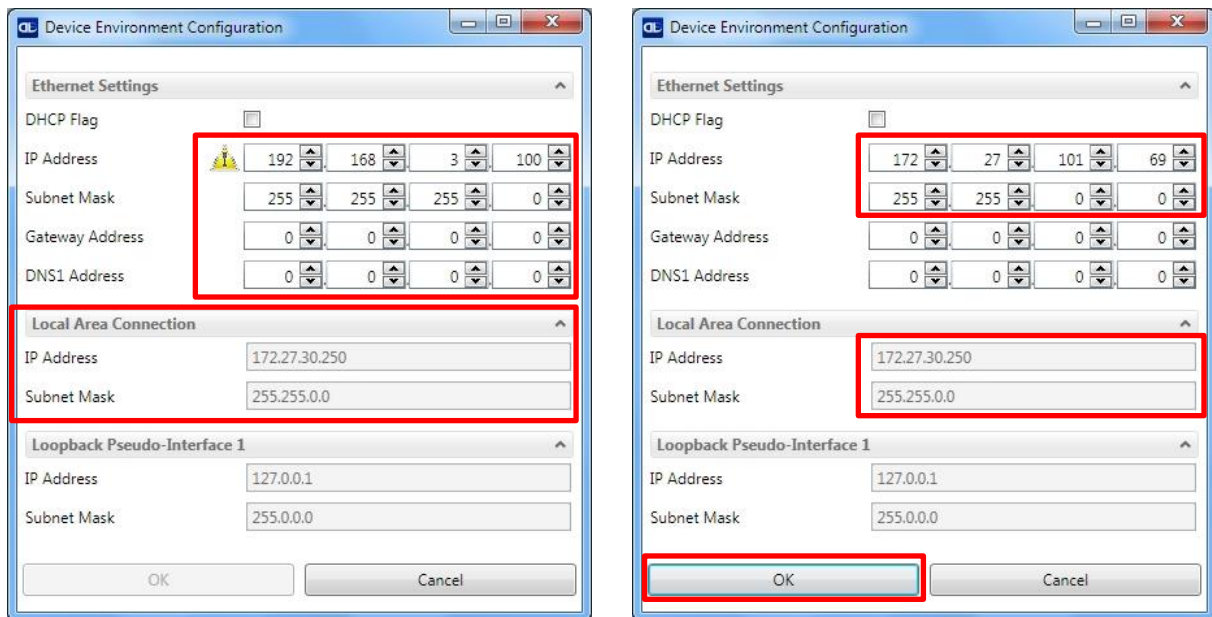 Device Environment Configuration
Ethernet Settings
DHCP Flag
IP Address 192 . 168 . 3 . 100
Subnet Mask 255 . 255 . 255 . 0
Gateway Address 0 . 0 . 0 . 0
DNS1 Address 0 . 0 . 0 . 0
Local Area Connection
IP Address 172.27.30.250
Subnet Mask 255.255.0.0
Loopback Pseudo-Interface 1
IP Address 127.0.0.1
Subnet Mask 255.0.0.0
OK Cancel
Device Environment Configuration
Ethernet Settings
DHCP Flag
IP Address 172 . 27 . 101 . 69
Subnet Mask 255 . 255 . 0 . 0
Gateway Address 0 . 0 . 0 . 0
DNS1 Address 0 . 0 . 0 . 0
Local Area Connection
IP Address 172.27.30.250
Subnet Mask 255.255.0.0
Loopback Pseudo-Interface 1
IP Address 127.0.0.1
Subnet Mask 255.0.0.0
OK Cancel